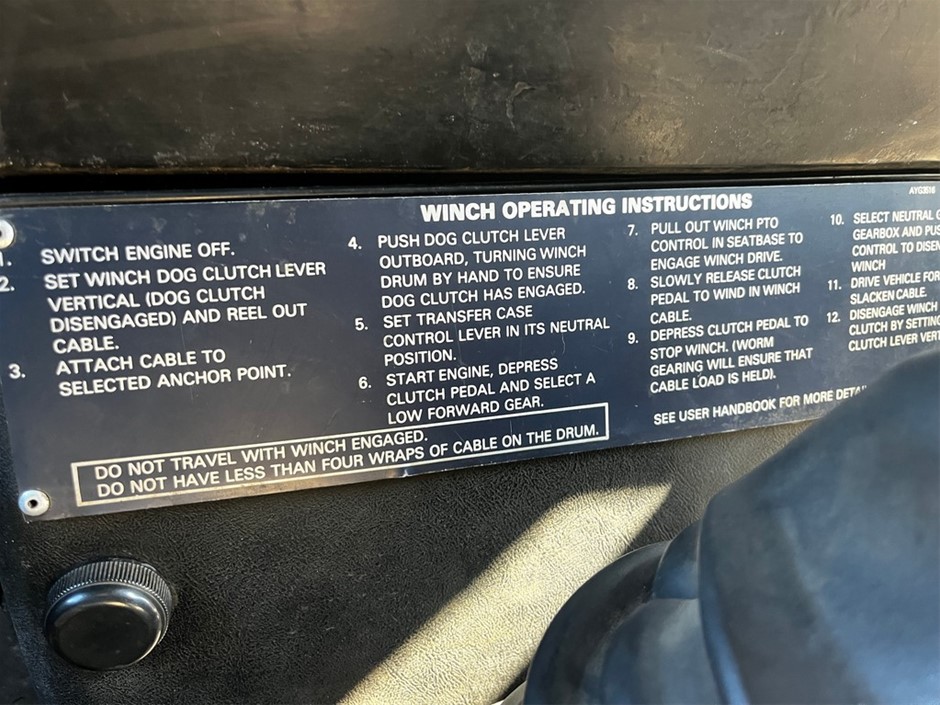 AYG3516
WINCH OPERATING INSTRUCTIONS
1. SWITCH ENGINE OFF.
2. SET WINCH DOG CLUTCH LEVER
VERTICAL (DOG CLUTCH
DISENGAGED) AND REEL OUT
CABLE.
3. ATTACH CABLE TO
SELECTED ANCHOR POINT.
4. PUSH DOG CLUTCH LEVER
OUTBOARD, TURNING WINCH
DRUM BY HAND TO ENSURE
DOG CLUTCH HAS ENGAGED.
5. SET TRANSFER CASE
CONTROL LEVER IN ITS NEUTRAL
POSITION.
6. START ENGINE, DEPRESS
CLUTCH PEDAL AND SELECT A
LOW FORWARD GEAR.
7. PULL OUT WINCH PTO
CONTROL IN SEATBASE TO
ENGAGE WINCH DRIVE.
8. SLOWLY RELEASE CLUTCH
PEDAL TO WIND IN WINCH
CABLE.
9. DEPRESS CLUTCH PEDAL TO
STOP WINCH. (WORM
GEARING WILL ENSURE THAT
CABLE LOAD IS HELD).
10. SELECT NEUTRAL
GEARBOX AND
CONTROL TO
WINCH
11. DRIVE VEHICLE
SLACKEN CABLE.
12. DISENGAGE WINCH
CLUTCH BY
CLUTCH LEVER
SEE USER HANDBOOK FOR MORE
DO NOT TRAVEL WITH WINCH ENGAGED.
DO NOT HAVE LESS THAN FOUR WRAPS OF CABLE ON THE DRUM.